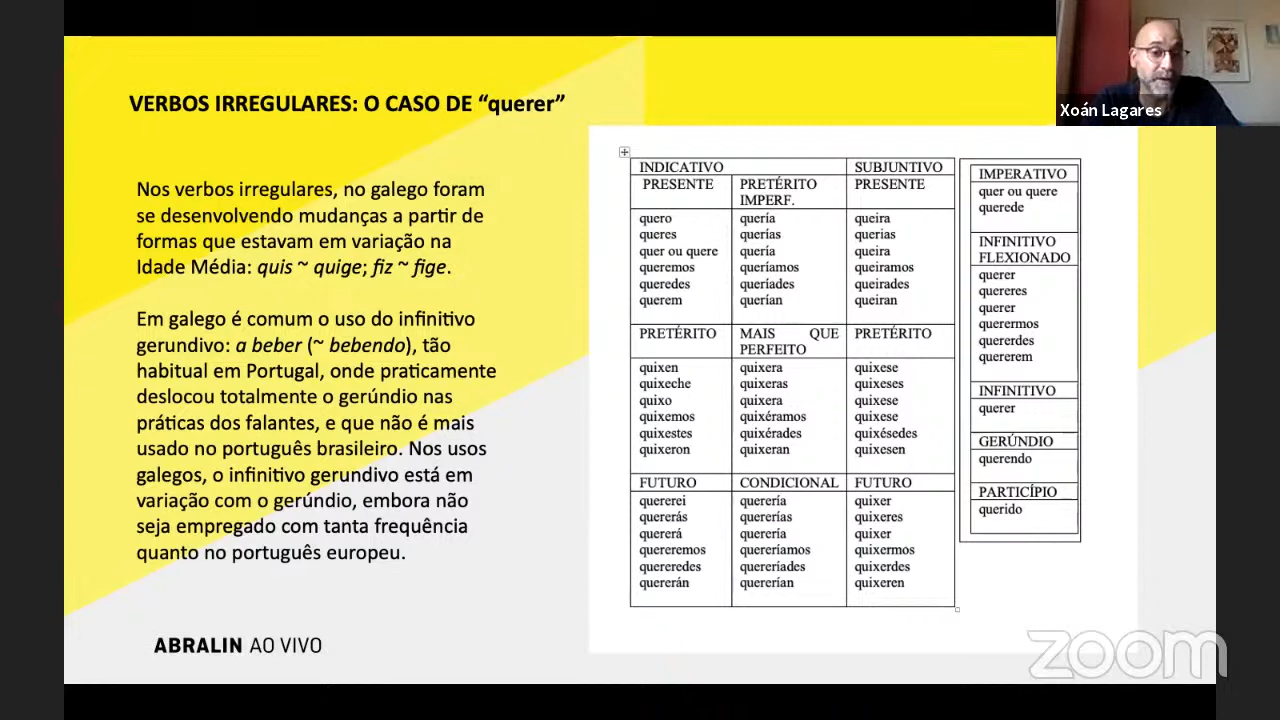 VERBOS IRREGULARES: O CASO DE “querer”
Nos verbos irregulares, no galego foram
se desenvolvendo mudanças a partir de
formas que estavam em variação na
Idade Média: quis ~ quige; fiz ~ fige.
Em galego é comum o uso do infinitivo
gerundivo: a beber (~ bebendo), tão
habitual em Portugal, onde praticamente
deslocou totalmente o gerúndio nas
práticas dos falantes, e que não é mais
usado no português brasileiro. Nos usos
galegos, o infinitivo gerundivo está em
variação com o gerúndio, embora não
seja empregado com tanta frequência
quanto no português europeu.
ABRALIN AO VIVO
INDICATIVO SUBJUNTIVO
PRESENTE PRETÉRITO IMPERF. PRESENTE
quero quería queira
queres querías querias
quer ou quere quería queira
queremos queríamos queiramos
queredes queríades queirades
querem querían queiran
PRETÉRITO MAIS QUE PERFEITO PRETÉRITO
quixen quixera quixese
quixeche quixeras quixeses
quixo quixera quixese
quixemos quixéramos quixese
quixestes quixérades quixésedes
quixeron quixeran quixesen
FUTURO CONDICIONAL FUTURO
quererei querería quixer
quererás quererías quixeres
quererá querería quixer
quereremos quereríamos quixermos
quereredes quereríades quixerdes
quererán quererían quixeren
IMPERATIVO
quer ou quere
querede
INFINITIVO
FLEXIONADO
querer
quereres
querer
querermos
quererdes
quererem
INFINITIVO
querer
GERÚNDIO
querendo
PARTICÍPIO
querido
Xoán Lagares
zoom